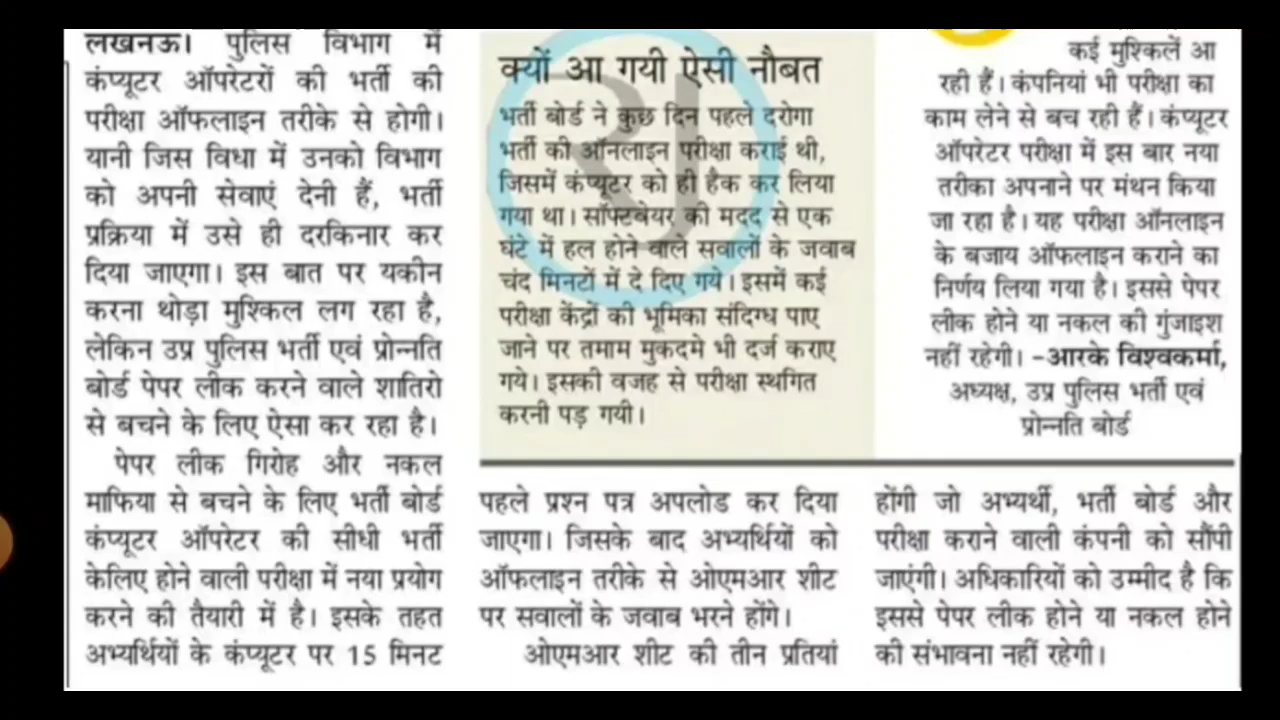 लखनऊ। पुलिस विभाग में
कंप्यूटर ऑपरेटरों की भर्ती की
परीक्षा ऑफलाइन तरीके से होगी।
यानी जिस विधा में उनको विभाग
को अपनी सेवाएं देनी हैं, भर्ती
प्रक्रिया में उसे ही दरकिनार कर
दिया जाएगा। इस बात पर यकीन
करना थोड़ा मुश्किल लग रहा है,
लेकिन उप्र पुलिस भर्ती एवं प्रोन्नति
बोर्ड पेपर लीक करने वाले शातिरो
से बचने के लिए ऐसा कर रहा है।
पेपर लीक गिरोह और नकल
माफिया से बचने के लिए भर्ती बोर्ड
कंप्यूटर ऑपरेटर की सीधी भर्ती
केलिए होने वाली परीक्षा में नया प्रयोग
करने की तैयारी में है। इसके तहत
अभ्यर्थियों के कंप्यूटर पर 15 मिनट
क्यों आ गयी ऐसी नौबत
भर्ती बोर्ड ने कुछ दिन पहले दरोगा
भर्ती की ऑनलाइन परीक्षा कराई थी,
जिसमें कंप्यूटर को ही हैक कर लिया
गया था। सॉफ्टवेयर की मदद से एक
घंटे में हल होने वाले सवालों के जवाब
चंद मिनटों में दे दिए गये। इसमें कई
परीक्षा केंद्रों की भूमिका संदिग्ध पाए
जाने पर तमाम मुकदमे भी दर्ज कराए
गये। इसकी वजह से परीक्षा स्थगित
करनी पड़ गयी।
कई मुश्किलें आ
रही हैं। कंपनियां भी परीक्षा का
काम लेने से बच रही हैं। कंप्यूटर
ऑपरेटर परीक्षा में इस बार नया
तरीका अपनाने पर मंथन किया
जा रहा है। यह परीक्षा ऑनलाइन
के बजाय ऑफलाइन कराने का
निर्णय लिया गया है। इससे पेपर
लीक होने या नकल की गुंजाइश
नहीं रहेगी। -आरके विश्वकर्मा,
अध्यक्ष, उप्र पुलिस भर्ती एवं
प्रोन्नति बोर्ड
पहले प्रश्न पत्र अपलोड कर दिया
जाएगा। जिसके बाद अभ्यर्थियों को
ऑफलाइन तरीके से ओएमआर शीट
पर सवालों के जवाब भरने होंगे।
ओएमआर शीट की तीन प्रतियां
होंगी जो अभ्यर्थी, भर्ती बोर्ड और
परीक्षा कराने वाली कंपनी को सौंपी
जाएंगी। अधिकारियों को उम्मीद है कि
इससे पेपर लीक होने या नकल होने
की संभावना नहीं रहेगी।